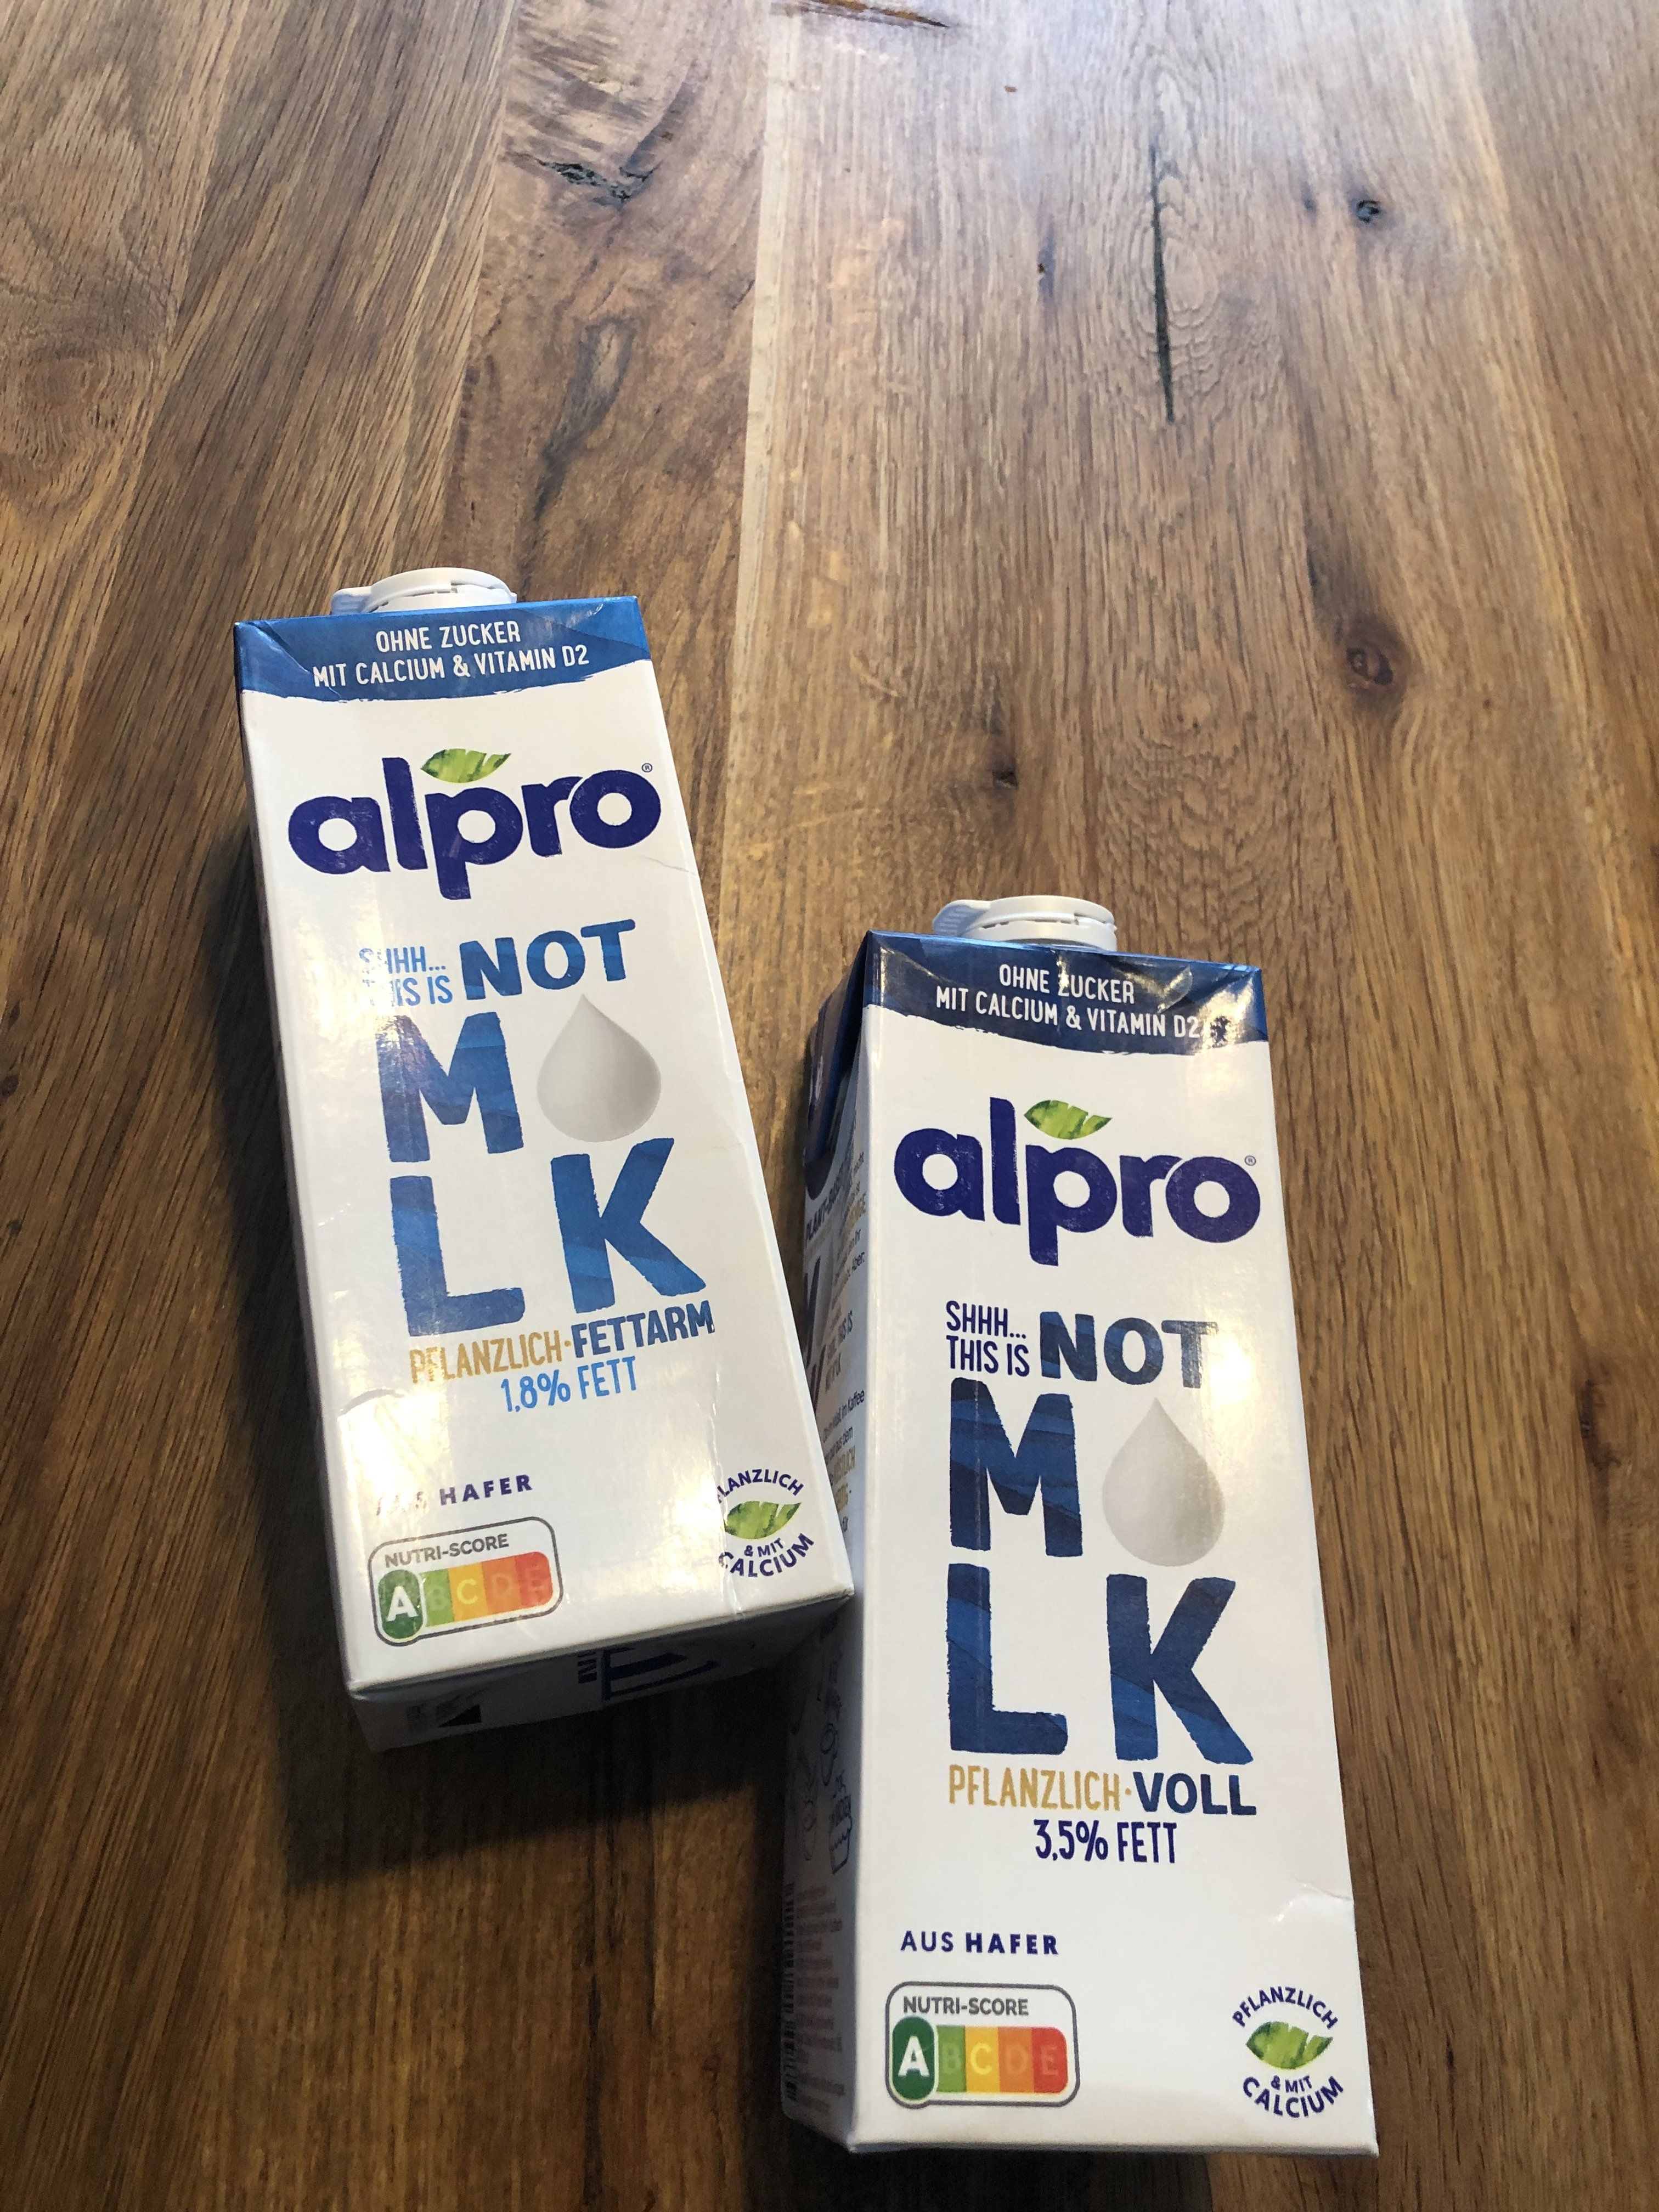 OHNE ZUCKER
MIT CALCIUM & VITAMIN D2
alpro®
SHHH...
THIS IS NOT
M LK
PFLANZLICH·FETTARM
1,8% FETT
AUS HAFER
NUTRI-SCORE
A B C D E
PFLANZLICH
& MIT
CALCIUM
OHNE ZUCKER
MIT CALCIUM & VITAMIN D2
alpro®
SHHH...
THIS IS NOT
M LK
PFLANZLICH·VOLL
3,5% FETT
AUS HAFER
NUTRI-SCORE
A B C D E
PFLANZLICH
& MIT
CALCIUM